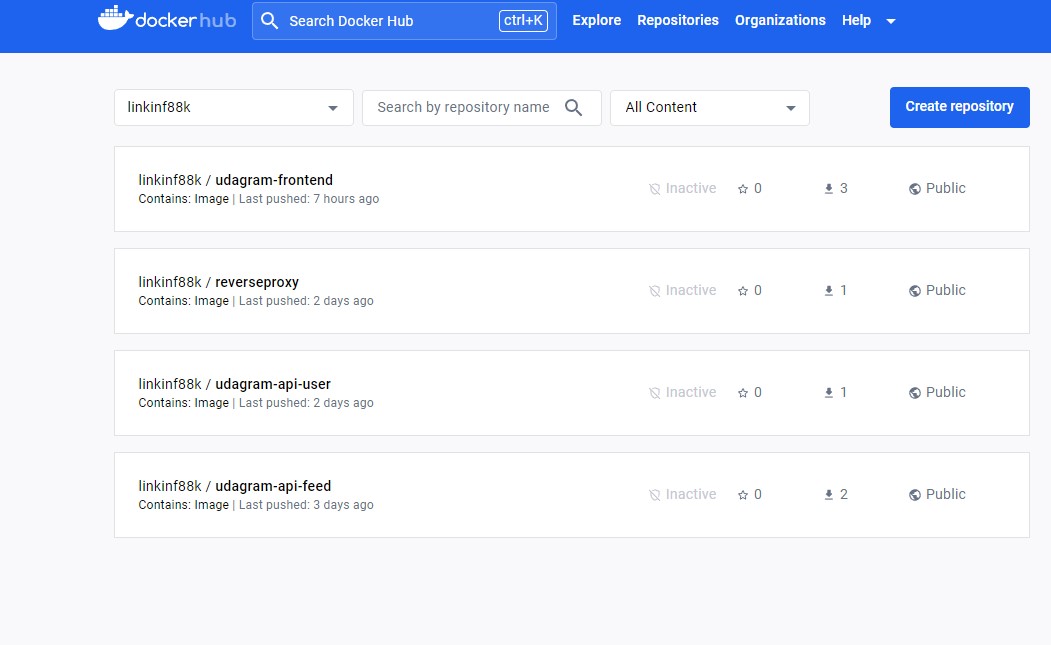 dockerhub Search Docker Hub ctrl+K Explore Repositories Organizations Help
linkinf88k Search by repository name All Content Create repository
linkinf88k / udagram-frontend
Contains: Image | Last pushed: 7 hours ago
Inactive 0 3 Public
linkinf88k / reverseproxy
Contains: Image | Last pushed: 2 days ago
Inactive 0 1 Public
linkinf88k / udagram-api-user
Contains: Image | Last pushed: 2 days ago
Inactive 0 1 Public
linkinf88k / udagram-api-feed
Contains: Image | Last pushed: 3 days ago
Inactive 0 2 Public